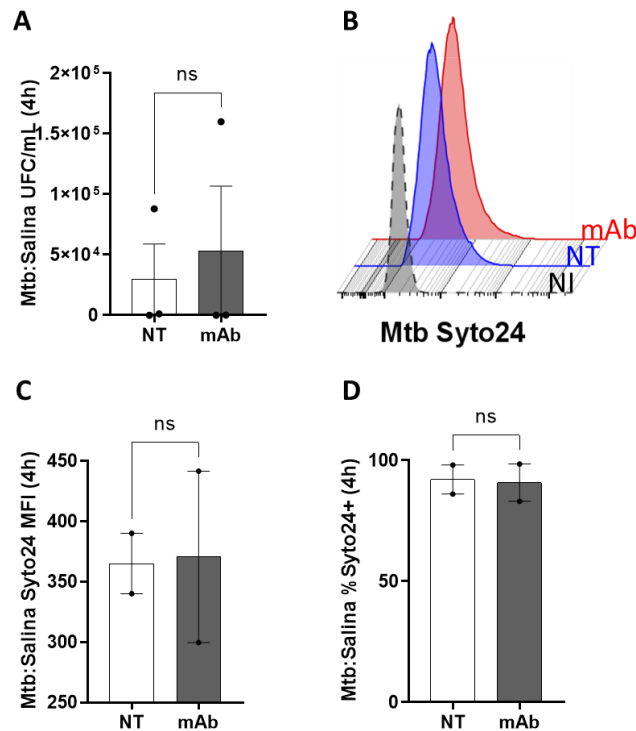 A
ns
Mtb:Salina UFC/mL (4h)
2×10⁵
1.5×10⁵
1×10⁵
5×10⁴
0
NT mAb
B
mAb
NT
NI
Mtb Syto24
C
ns
Mtb:Salina Syto24 MFI (4h)
450
400
350
300
250
NT mAb
D
ns
Mtb:Salina % Syto24+ (4h)
100
50
0
NT mAb